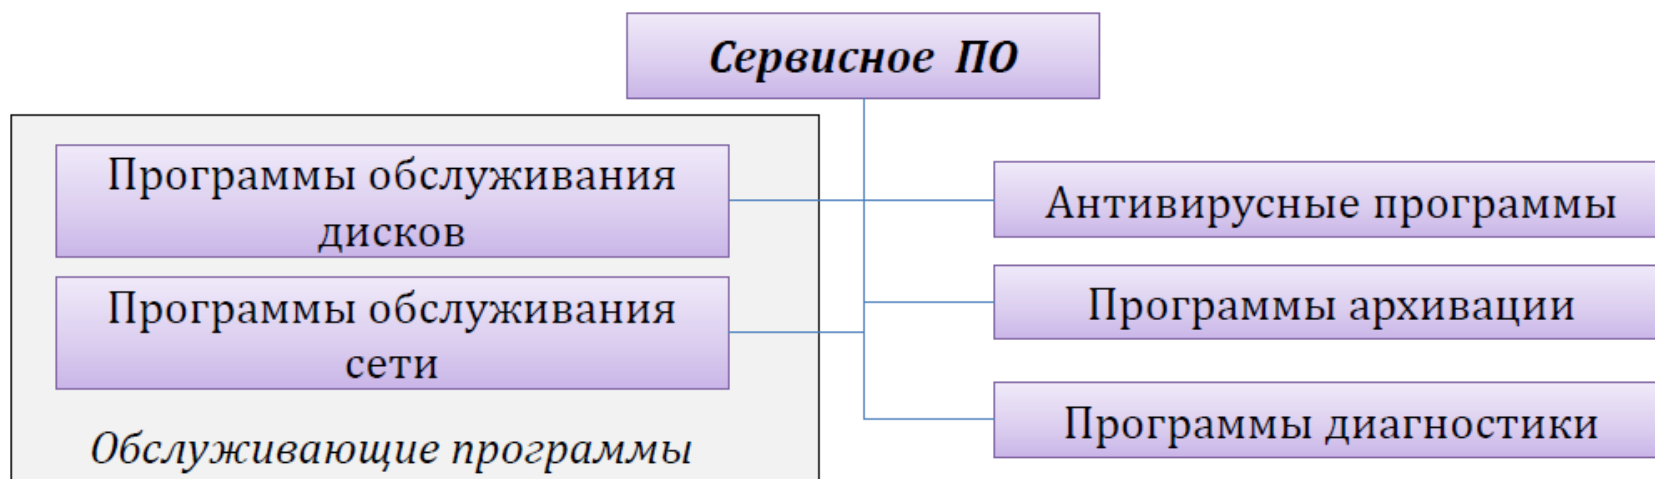 Сервисное ПО
Программы обслуживания
дисков
Программы обслуживания
сети
Обслуживающие программы
Антивирусные программы
Программы архивации
Программы диагностики